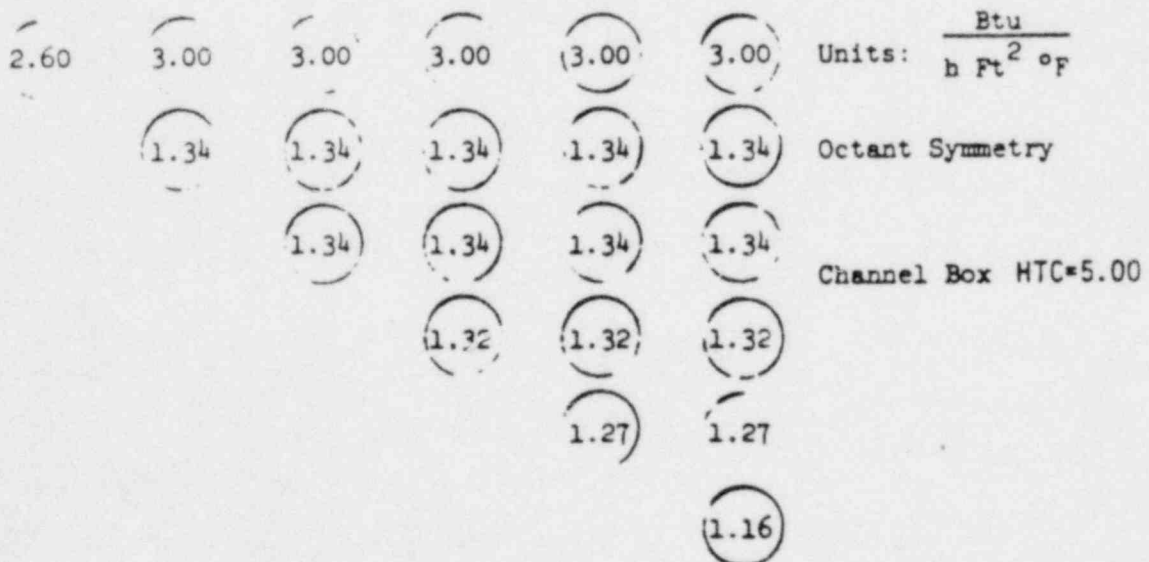 2.60 3.00 3.00 3.00 3.00 3.00 Units: Btu / h Ft² °F
1.34 1.34 1.34 1.34 1.34 Octant Symmetry
1.34 1.34 1.34 1.34
Channel Box HTC=5.00
1.32 1.32 1.32
1.27 1.27
1.16